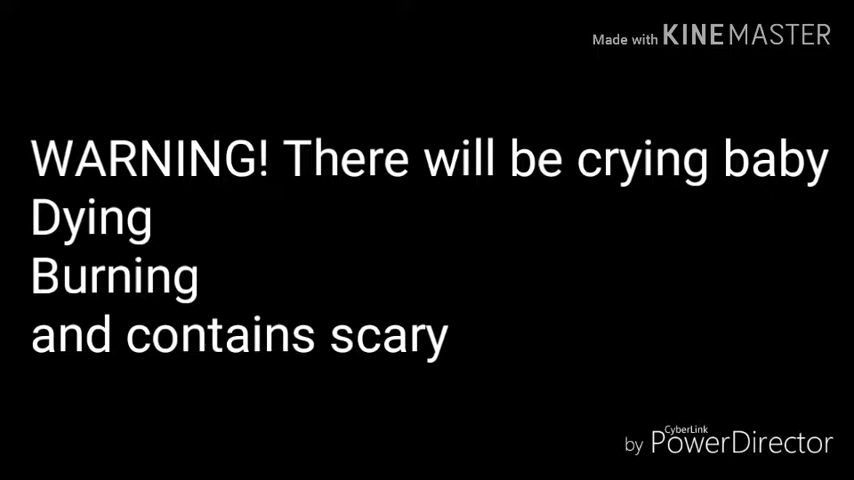 Made with KINEMASTER
WARNING! There will be crying baby
Dying
Burning
and contains scary
CyberLink
by PowerDirector